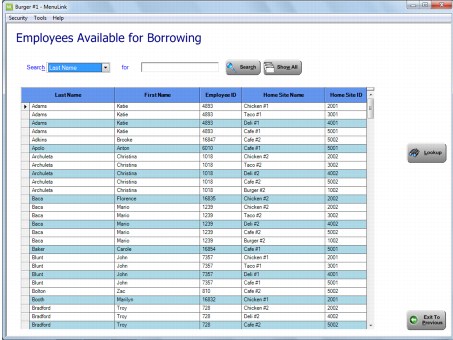 Burger #1 - MenuLink
Security Tools Help
Employees Available for Borrowing
Search Last Name for Search Show All
Last Name First Name Employee ID Home Site Name Home Site ID
Adams Katie 4893 Chicken #1 2001
Adams Katie 4893 Taco #1 3001
Adams Katie 4893 Deli #1 4001
Adams Katie 4893 Cafe #1 5001
Adkins Brooke 16847 Cafe #2 5002
Apolo Anton 6010 Cafe #1 5001
Archuleta Christina 1018 Chicken #2 2002
Archuleta Christina 1018 Taco #2 3002
Archuleta Christina 1018 Deli #2 4002
Archuleta Christina 1018 Cafe #2 5002
Archuleta Christina 1018 Burger #2 1002
Baca Florence 16835 Chicken #2 2002
Baca Mario 1239 Chicken #2 2002
Baca Mario 1239 Taco #2 3002
Baca Mario 1239 Deli #2 4002
Baca Mario 1239 Cafe #2 5002
Baca Mario 1239 Burger #2 1002
Baker Carole 16894 Cafe #1 5001
Blunt John 7357 Chicken #1 2001
Blunt John 7357 Taco #1 3001
Blunt John 7357 Deli #1 4001
Blunt John 7357 Cafe #1 5001
Bolton Zac 810 Cafe #2 5002
Booth Marilyn 16832 Chicken #1 2001
Bradford Troy 728 Chicken #2 2002
Bradford Troy 728 Deli #2 4002
Bradford Troy 728 Cafe #2 5002
Lookup
Exit To
Previous